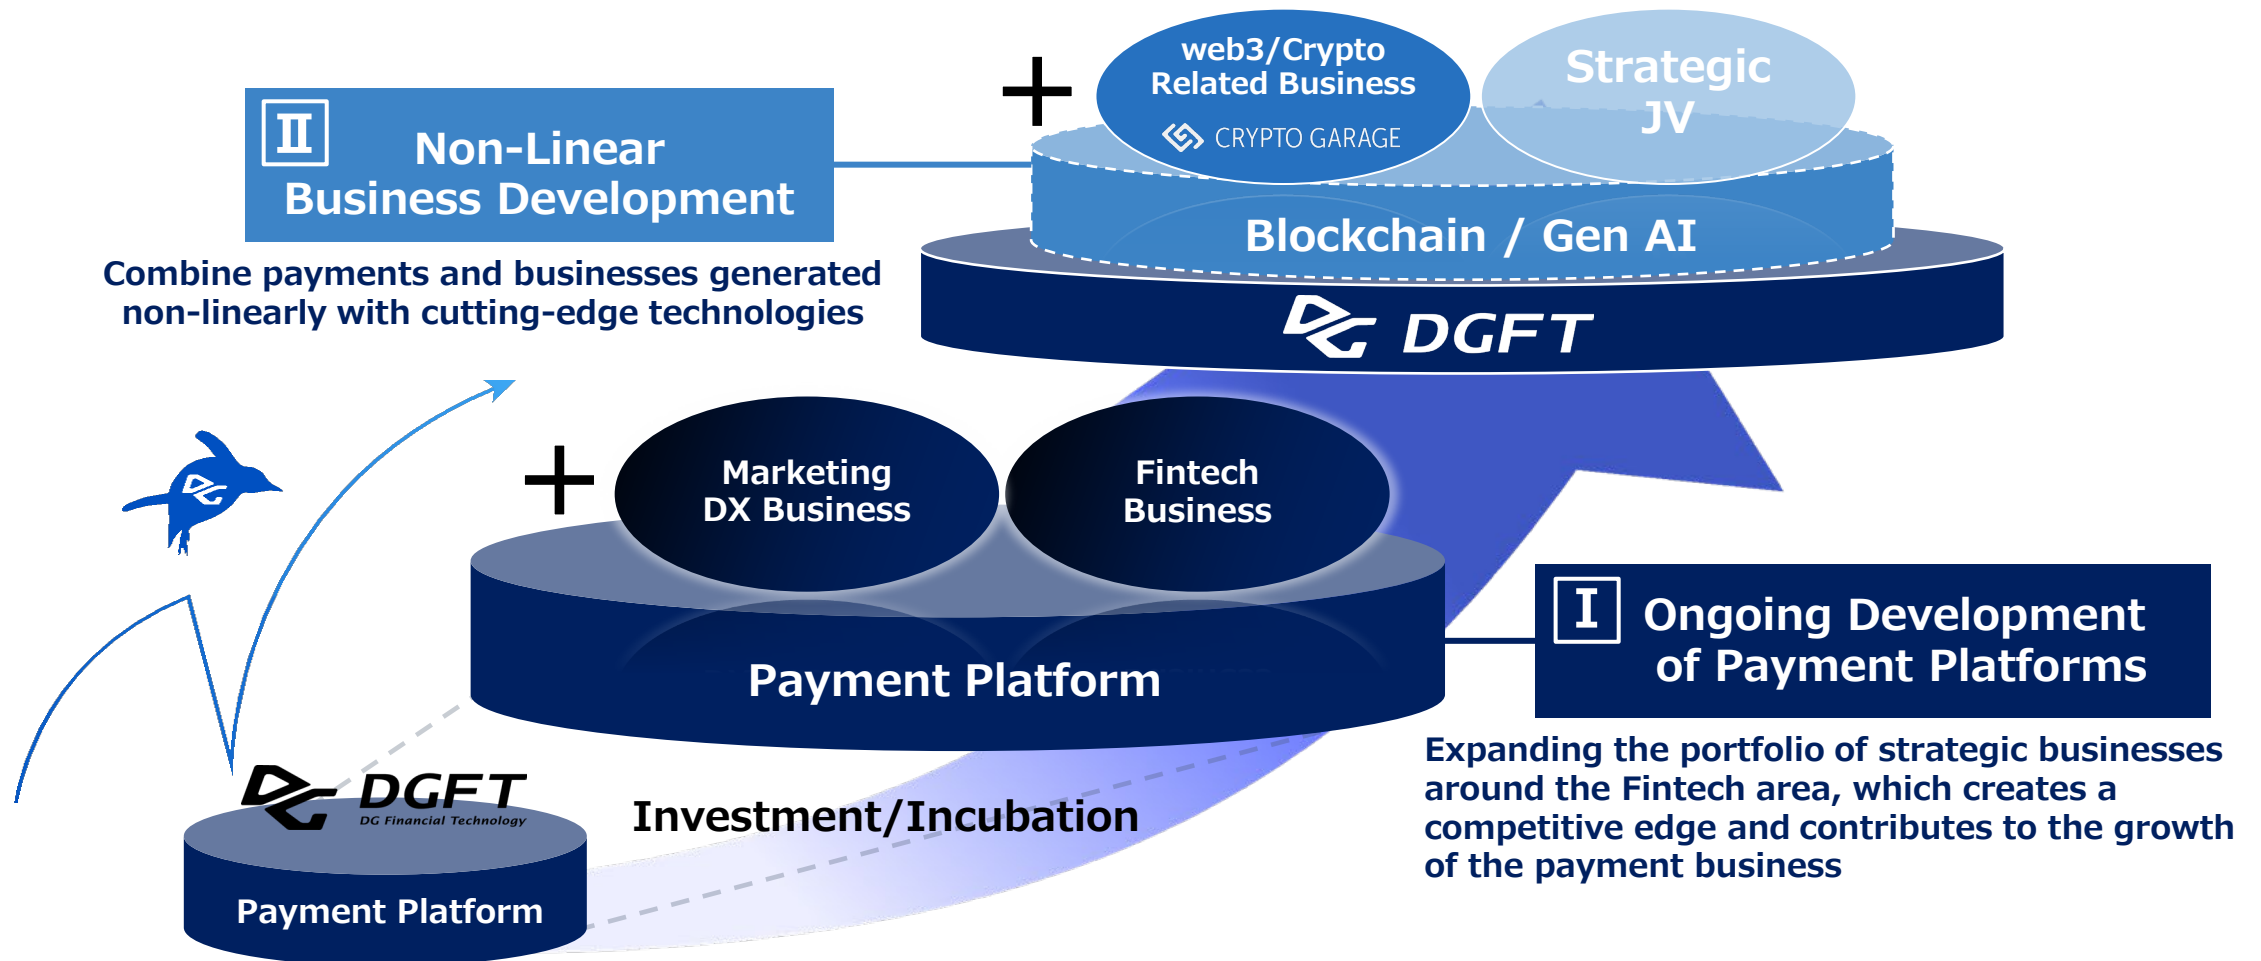 web3/Crypto
Related Business
CRYPTO GARAGE
Strategic
JV
II
Non-Linear
Business Development
Combine payments and businesses generated
non-linearly with cutting-edge technologies
Blockchain / Gen AI
DGFT
Marketing
DX Business
Fintech
Business
Payment Platform
I
Ongoing Development
of Payment Platforms
Expanding the portfolio of strategic businesses
around the Fintech area, which creates a
competitive edge and contributes to the growth
of the payment business
DGFT
DG Financial Technology
Investment/Incubation
Payment Platform